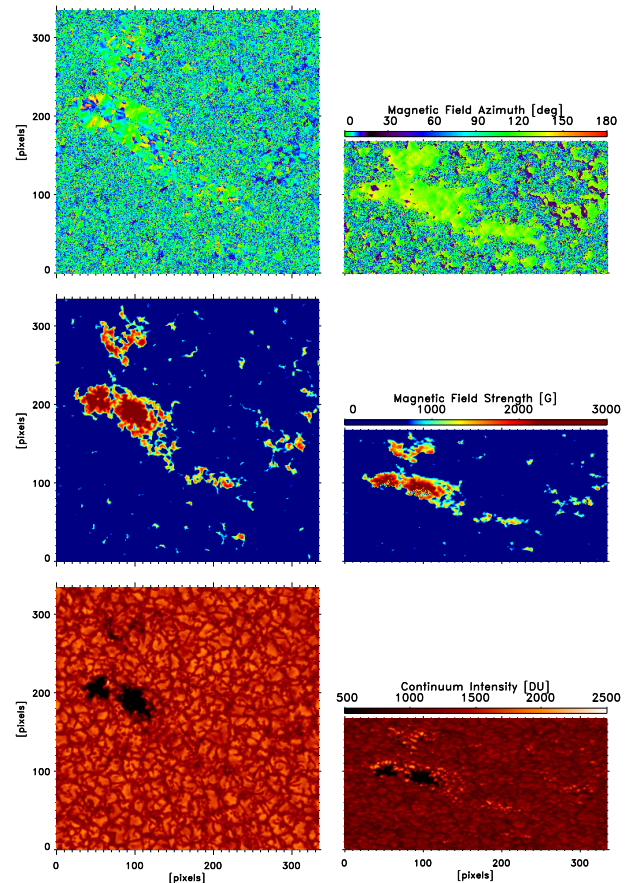 300
200
100
0
[pixels]
Magnetic Field Azimuth [deg]
0 30 60 90 120 150 180
300
200
100
0
[pixels]
Magnetic Field Strength [G]
0 1000 2000 3000
300
200
100
0
[pixels]
0 100 200 300
[pixels]
Continuum Intensity [DU]
500 1000 1500 2000 2500
0 100 200 300
[pixels]